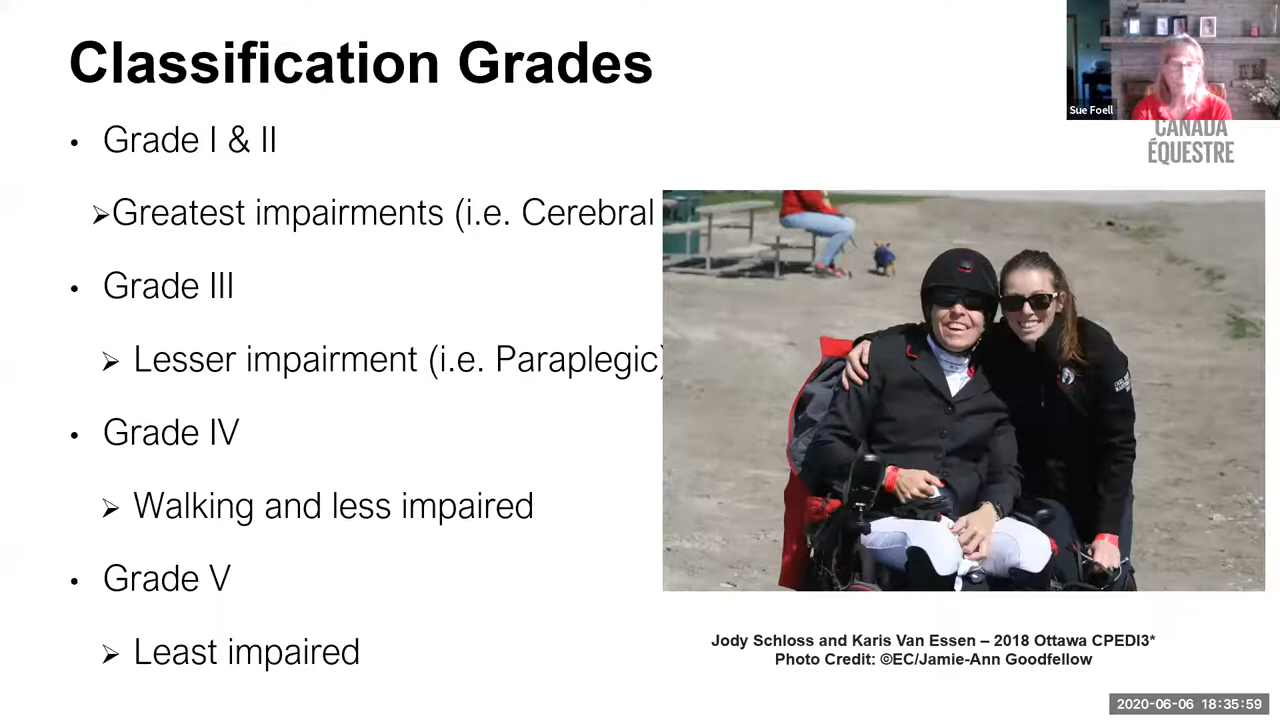 Classification Grades
• Grade I & II
➢Greatest impairments (i.e. Cerebral
• Grade III
➢ Lesser impairment (i.e. Paraplegic)
• Grade IV
➢ Walking and less impaired
• Grade V
➢ Least impaired
Sue Foell
CANADA
ÉQUESTRE
Jody Schloss and Karis Van Essen – 2018 Ottawa CPEDI3*
Photo Credit: ©EC/Jamie-Ann Goodfellow
2020-06-06 18:35:59